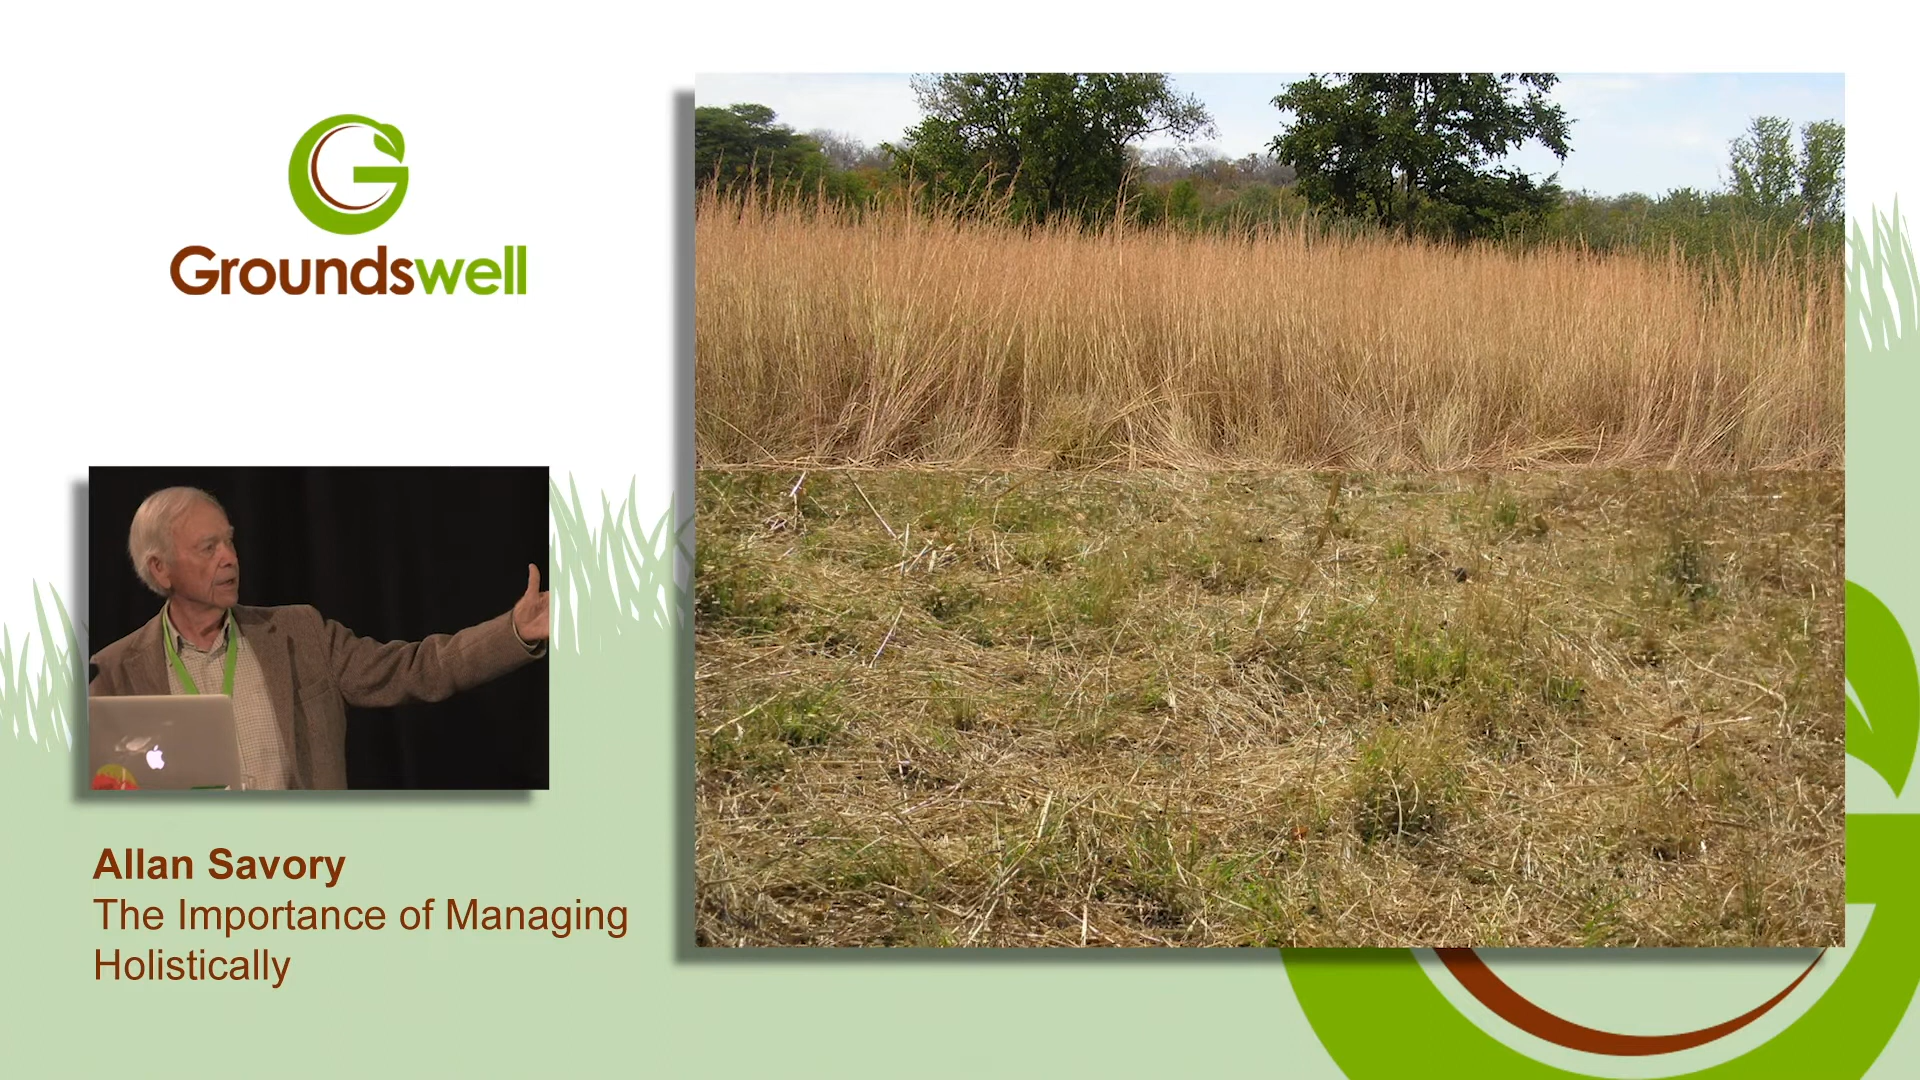 Groundswell
Allan Savory
The Importance of Managing
Holistically